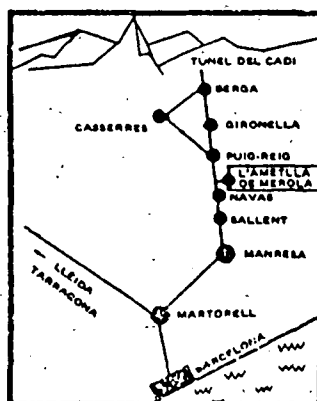 TUNEL DEL CADI
BERGA
CASSERRES
GIRONELLA
PUIG-REIG
L'AMETLLA
DE MEROLA
NAVAS
SALLENT
MANRESA
← LLEIDA
TARRAGONA
MARTORELL
BARCELONA